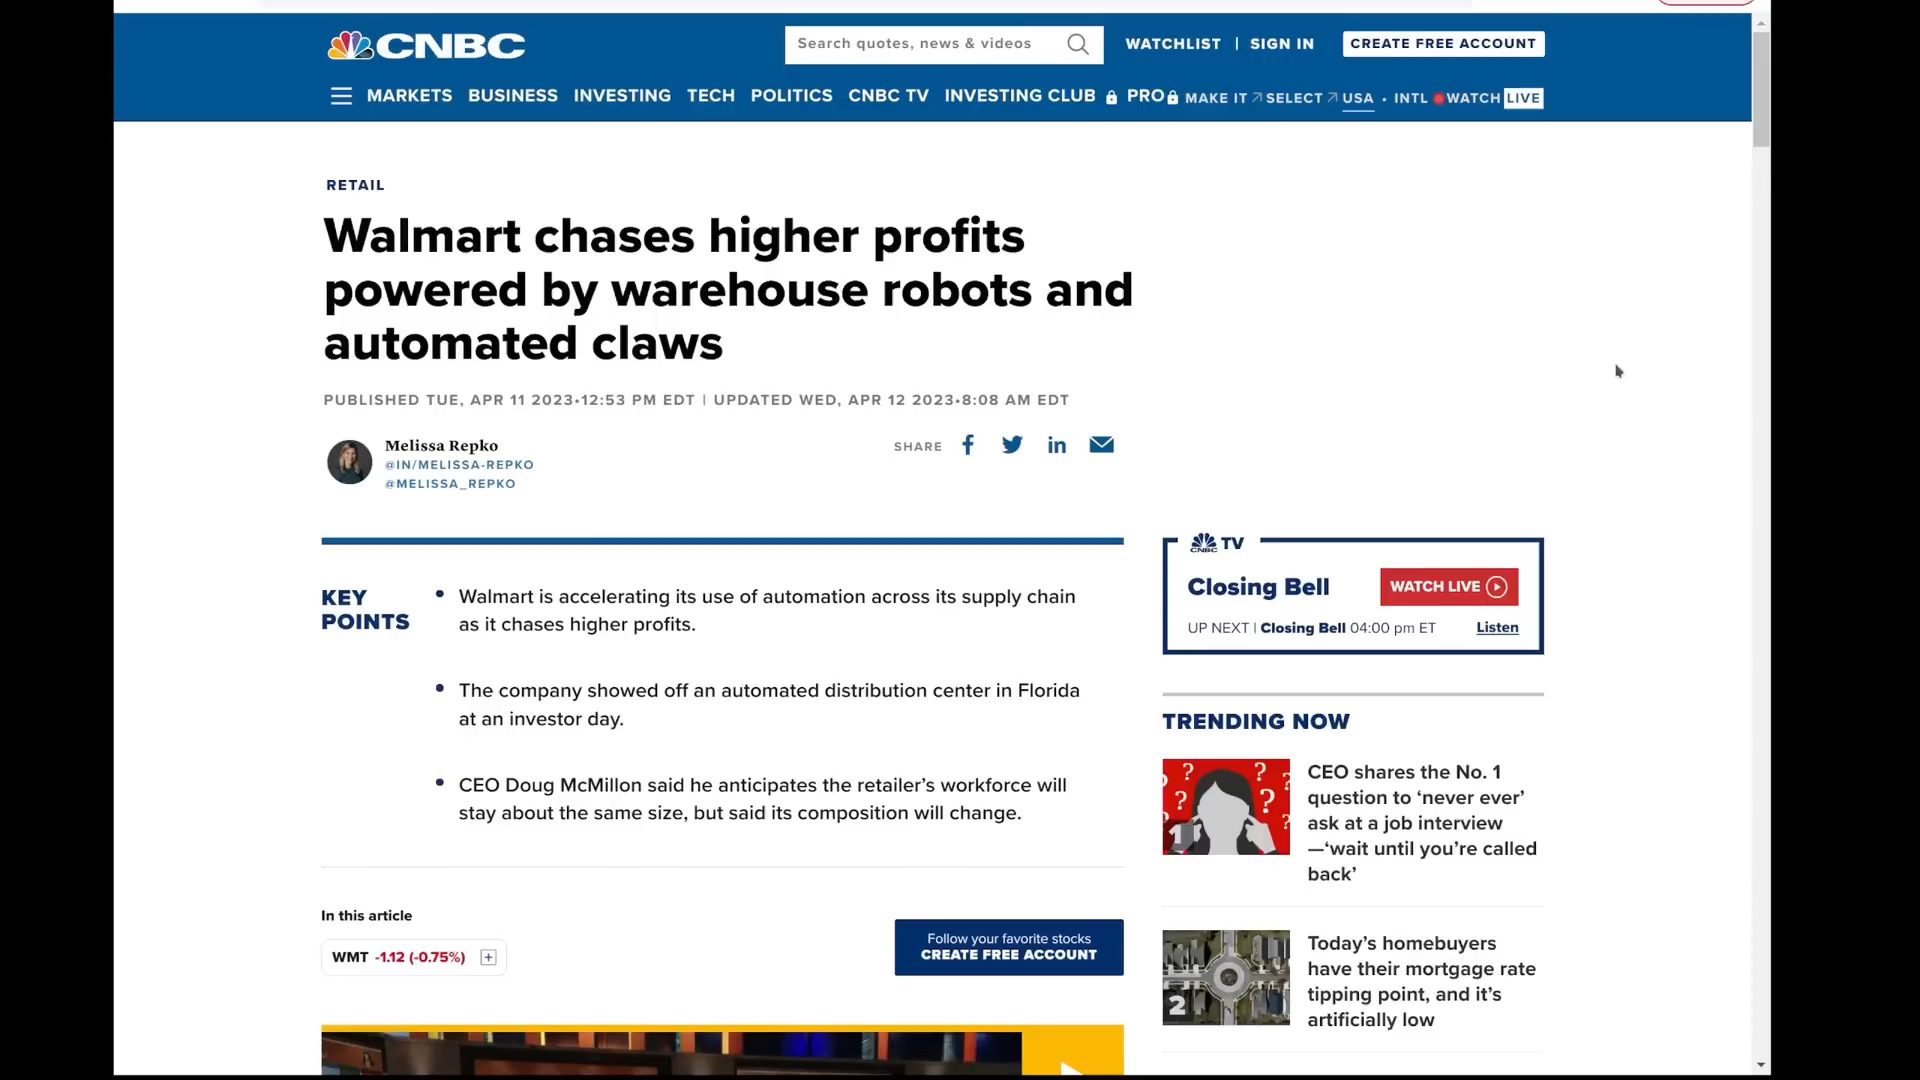 CNBC
Search quotes, news & videos
WATCHLIST | SIGN IN
CREATE FREE ACCOUNT
MARKETS BUSINESS INVESTING TECH POLITICS CNBC TV INVESTING CLUB PRO MAKE IT SELECT USA • INTL WATCH LIVE
RETAIL
Walmart chases higher profits
powered by warehouse robots and
automated claws
PUBLISHED TUE, APR 11 2023•12:53 PM EDT | UPDATED WED, APR 12 2023•8:08 AM EDT
Melissa Repko
@IN/MELISSA-REPKO
@MELISSA_REPKO
SHARE
KEY
POINTS
• Walmart is accelerating its use of automation across its supply chain
as it chases higher profits.
• The company showed off an automated distribution center in Florida
at an investor day.
• CEO Doug McMillon said he anticipates the retailer’s workforce will
stay about the same size, but said its composition will change.
In this article
WMT -1.12 (-0.75%)
Follow your favorite stocks
CREATE FREE ACCOUNT
CNBC TV
Closing Bell
WATCH LIVE
UP NEXT | Closing Bell 04:00 pm ET
Listen
TRENDING NOW
1
CEO shares the No. 1
question to ‘never ever’
ask at a job interview
—‘wait until you’re called
back’
2
Today’s homebuyers
have their mortgage rate
tipping point, and it’s
artificially low